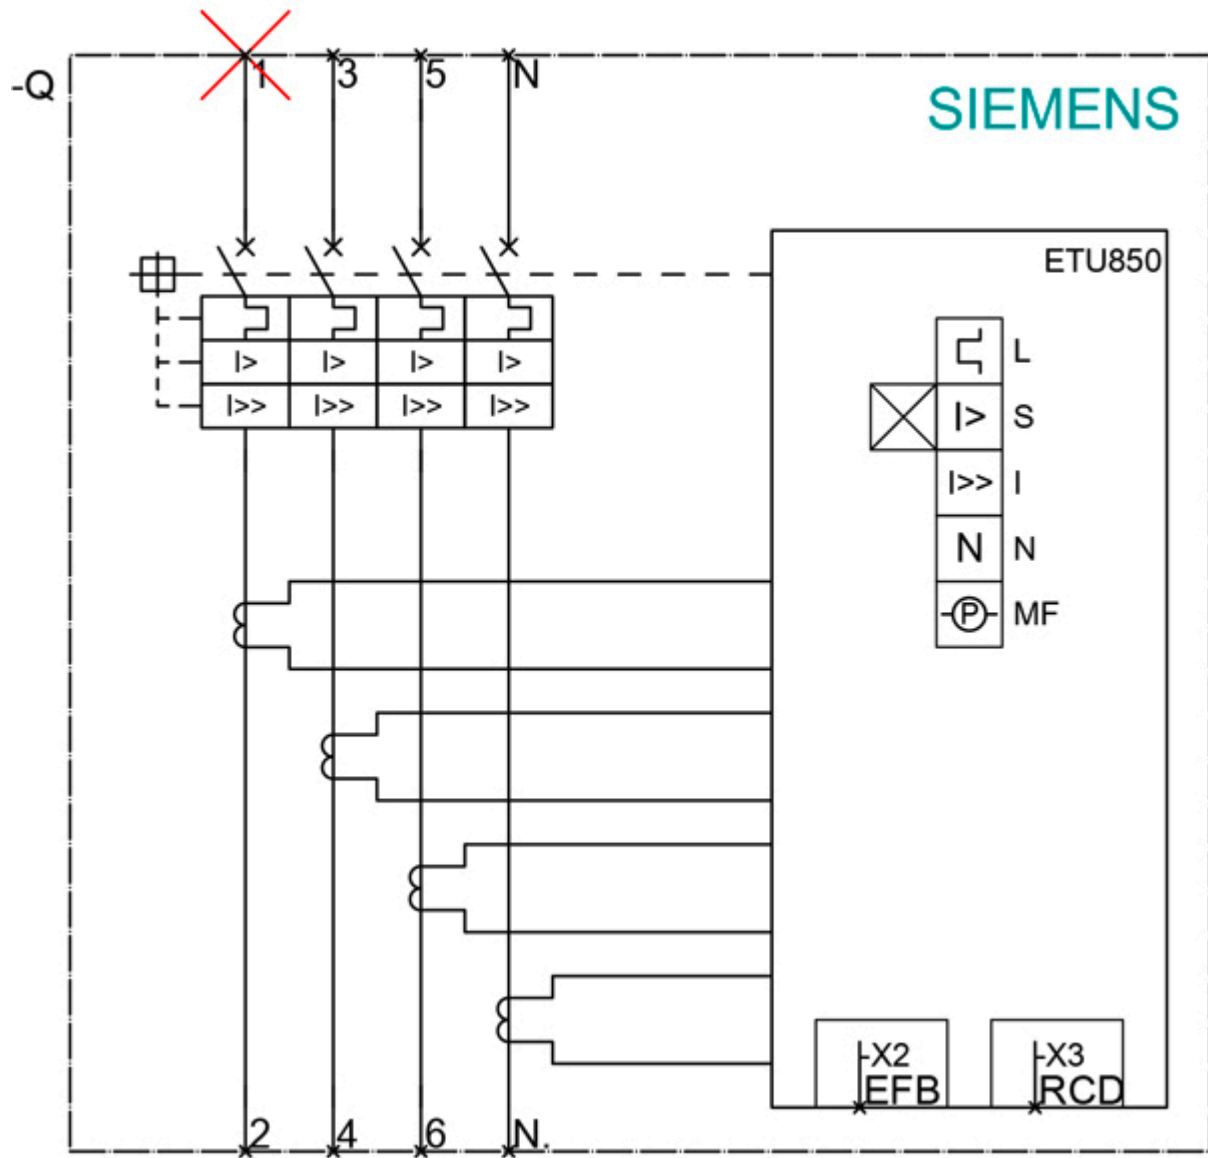 -Q
1 3 5 N
SIEMENS
ETU850
I> I> I> I>
I>> I>> I>> I>>
L
I> S
I>> I
N N
P MF
-X2
EFB
-X3
RCD
2 4 6 N.